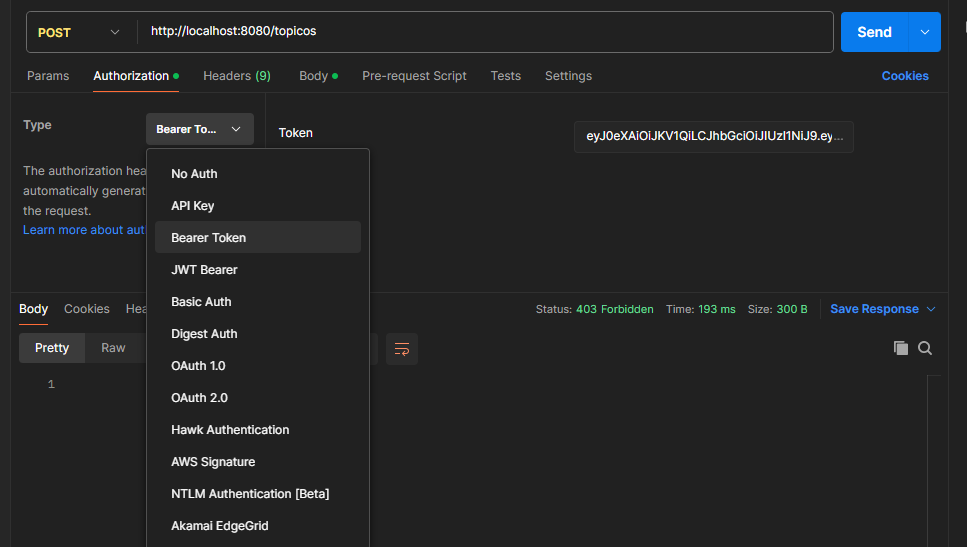 POST http://localhost:8080/topicos Send
Params Authorization Headers (9) Body Pre-request Script Tests Settings Cookies
Type Bearer To... Token eyJ0eXAiOiJKV1QiLCJhbGciOiJIUzI1NiJ9.ey...
The authorization hea
automatically generat
the request.
Learn more about aut
No Auth
API Key
Bearer Token
JWT Bearer
Basic Auth
Digest Auth
OAuth 1.0
OAuth 2.0
Hawk Authentication
AWS Signature
NTLM Authentication [Beta]
Akamai EdgeGrid
Body Cookies Hea Status: 403 Forbidden Time: 193 ms Size: 300 B Save Response
Pretty Raw
1